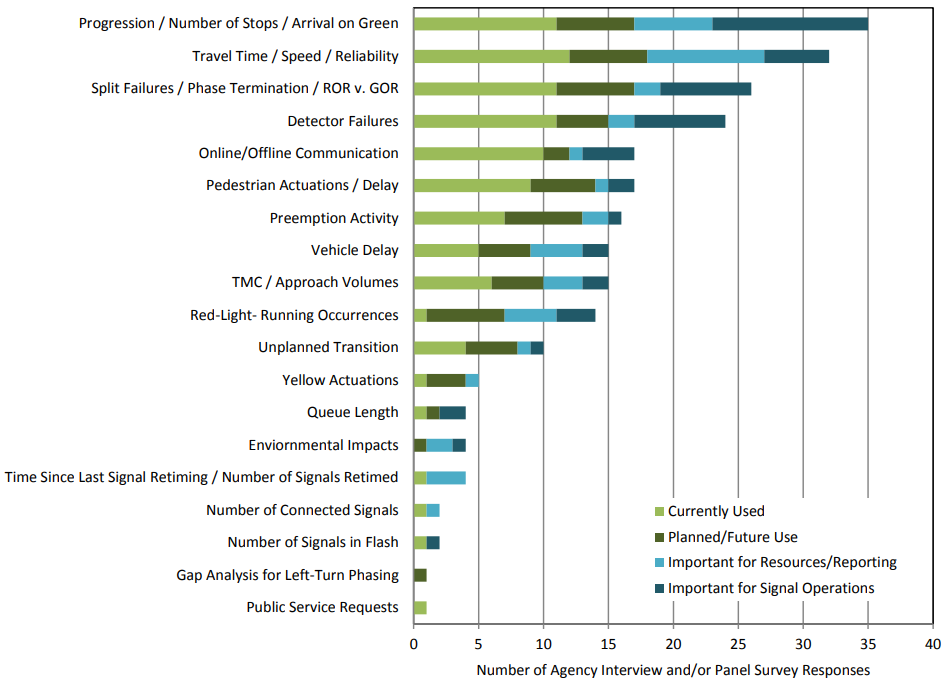 Progression / Number of Stops / Arrival on Green
Travel Time / Speed / Reliability
Split Failures / Phase Termination / ROR v. GOR
Detector Failures
Online/Offline Communication
Pedestrian Actuations / Delay
Preemption Activity
Vehicle Delay
TMC / Approach Volumes
Red-Light- Running Occurrences
Unplanned Transition
Yellow Actuations
Queue Length
Enviornmental Impacts
Time Since Last Signal Retiming / Number of Signals Retimed
Number of Connected Signals
Number of Signals in Flash
Gap Analysis for Left-Turn Phasing
Public Service Requests
Currently Used
Planned/Future Use
Important for Resources/Reporting
Important for Signal Operations
0 5 10 15 20 25 30 35 40
Number of Agency Interview and/or Panel Survey Responses